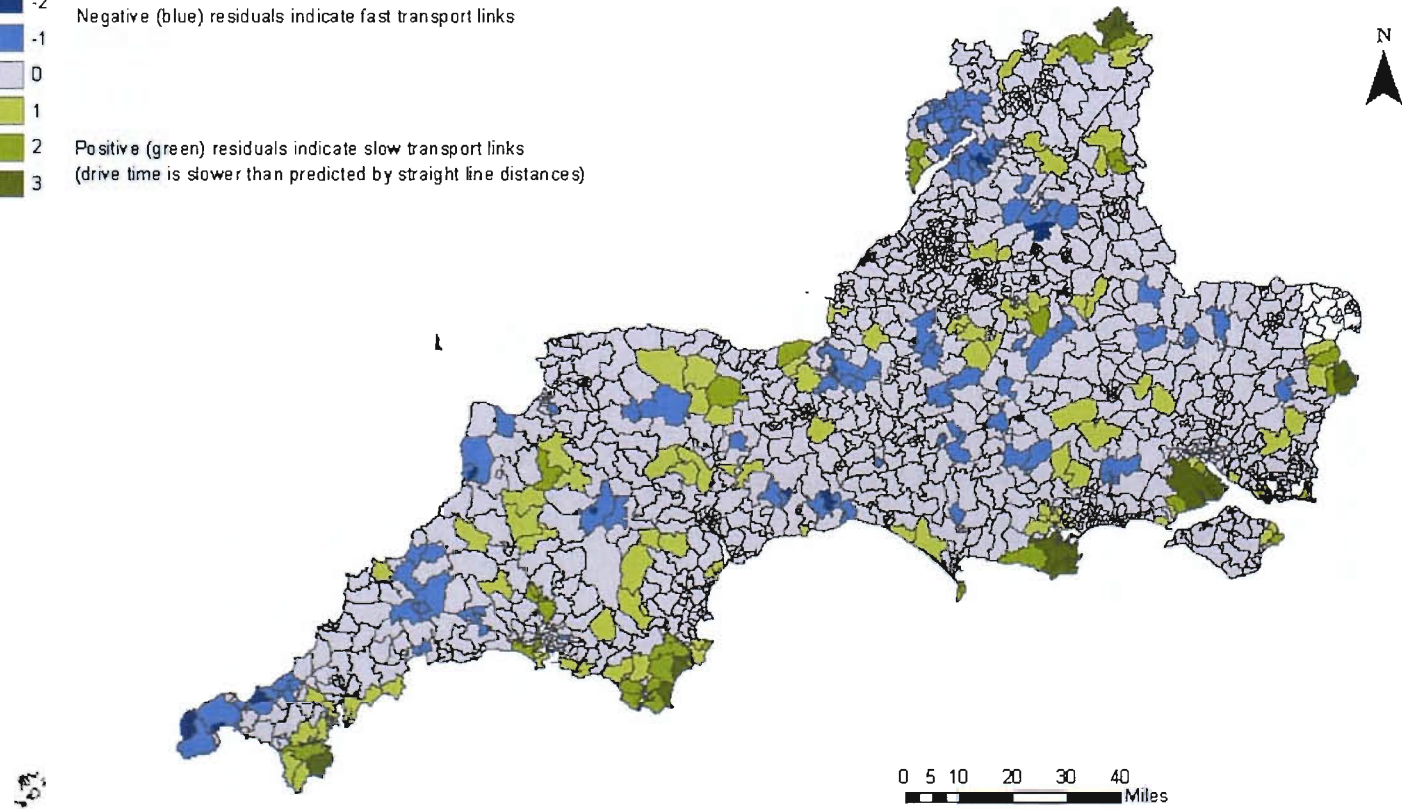 -2
Negative (blue) residuals indicate fast transport links
-1
0
1
2
Positive (green) residuals indicate slow transport links
(drive time is slower than predicted by straight line distances)
3
N
0 5 10 20 30 40
Miles